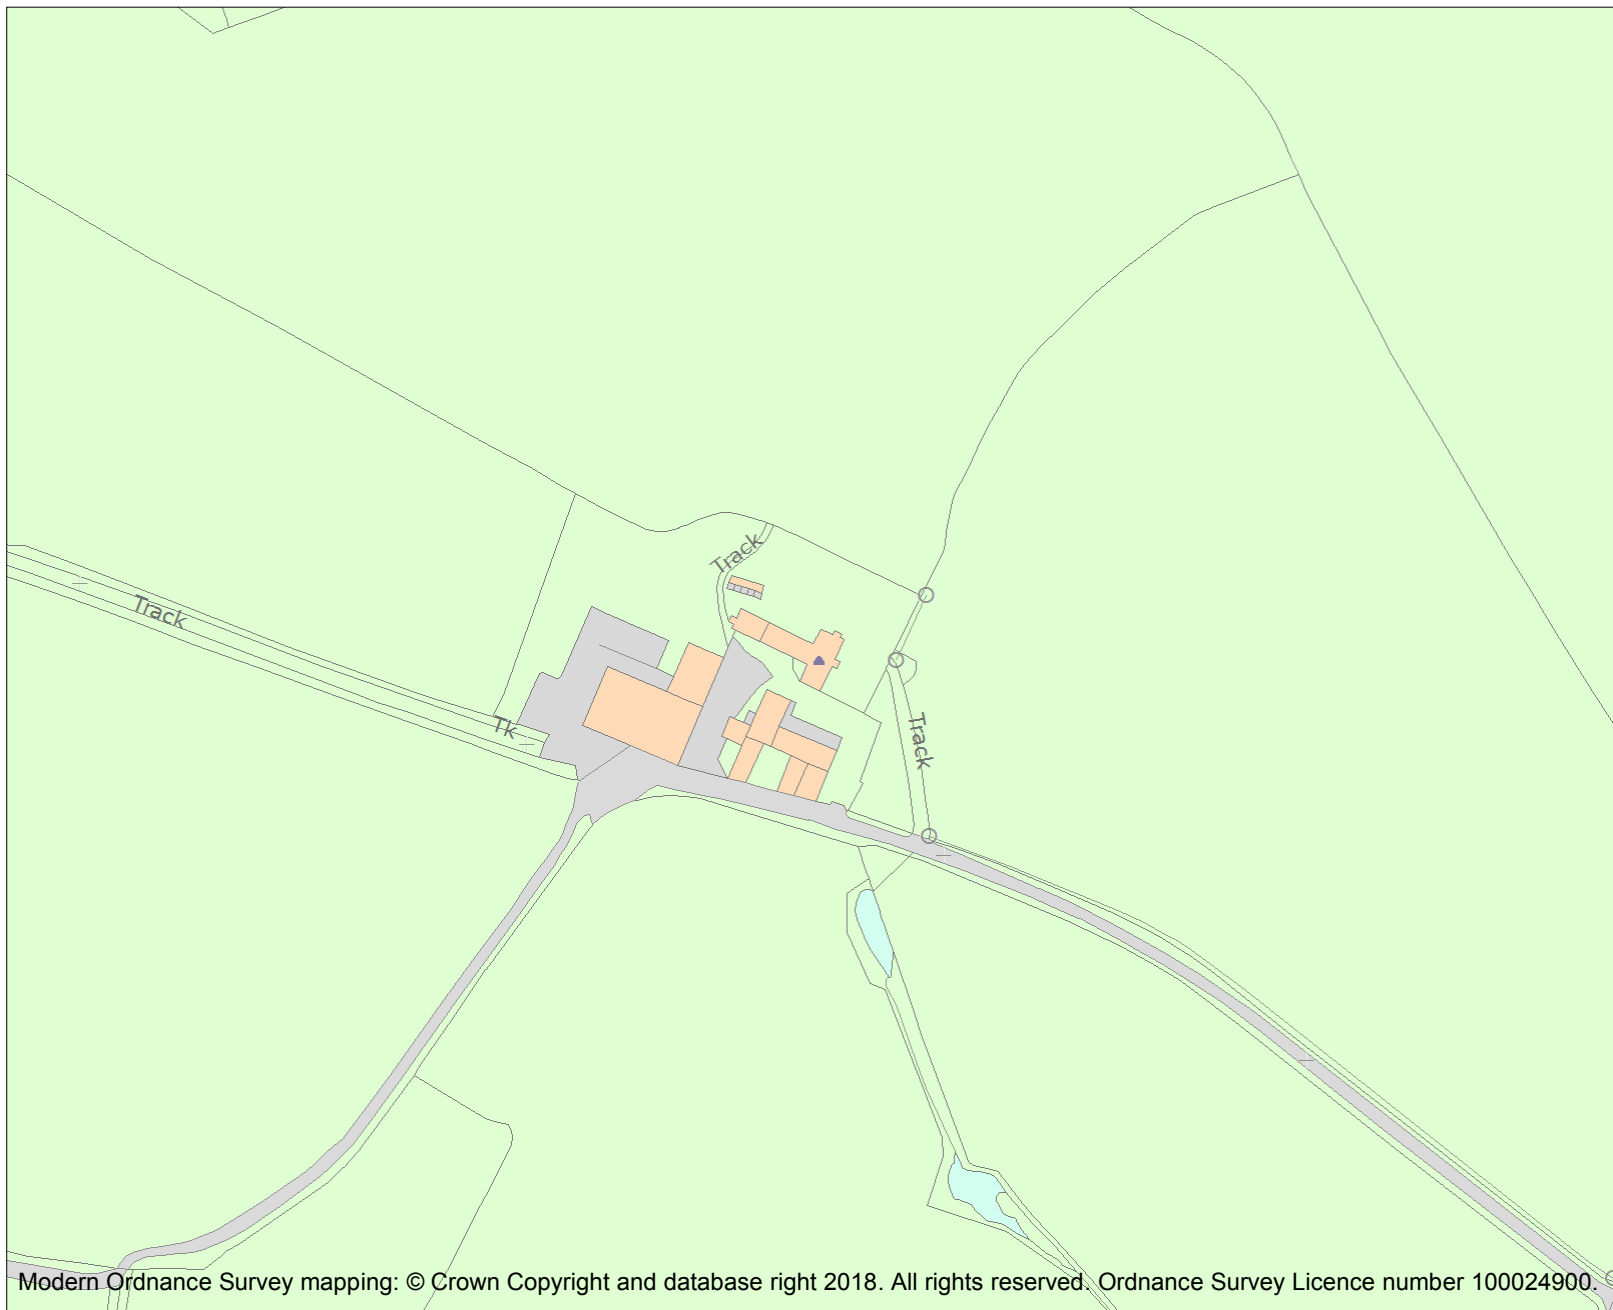 Track
Track
Tk
Track
Modern Ordnance Survey mapping: © Crown Copyright and database right 2018. All rights reserved. Ordnance Survey Licence number 100024900.